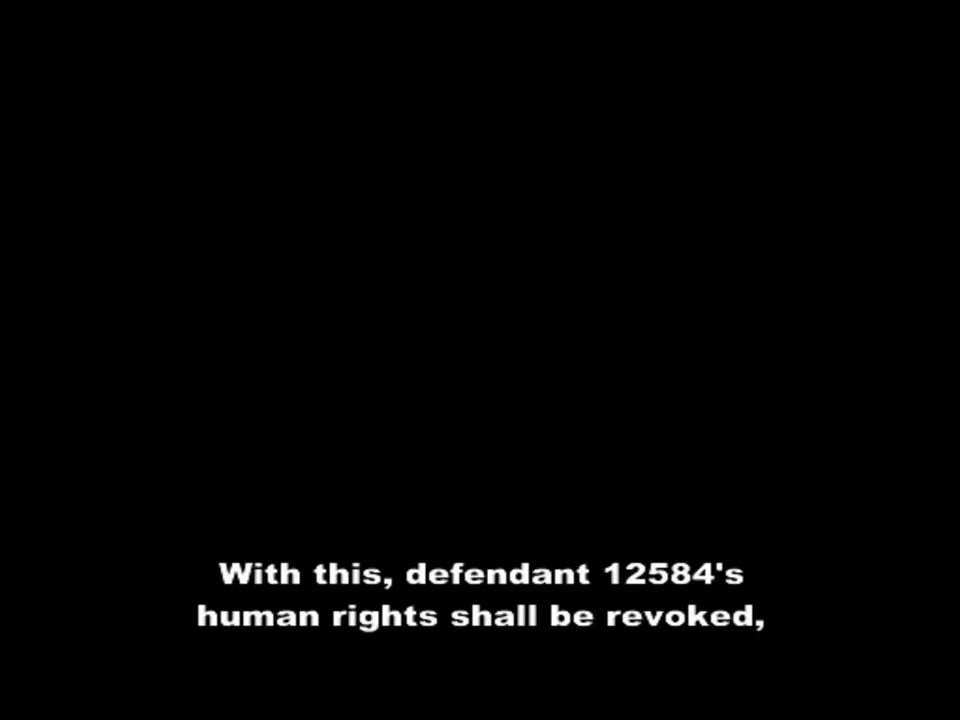 With this, defendant 12584's
human rights shall be revoked,